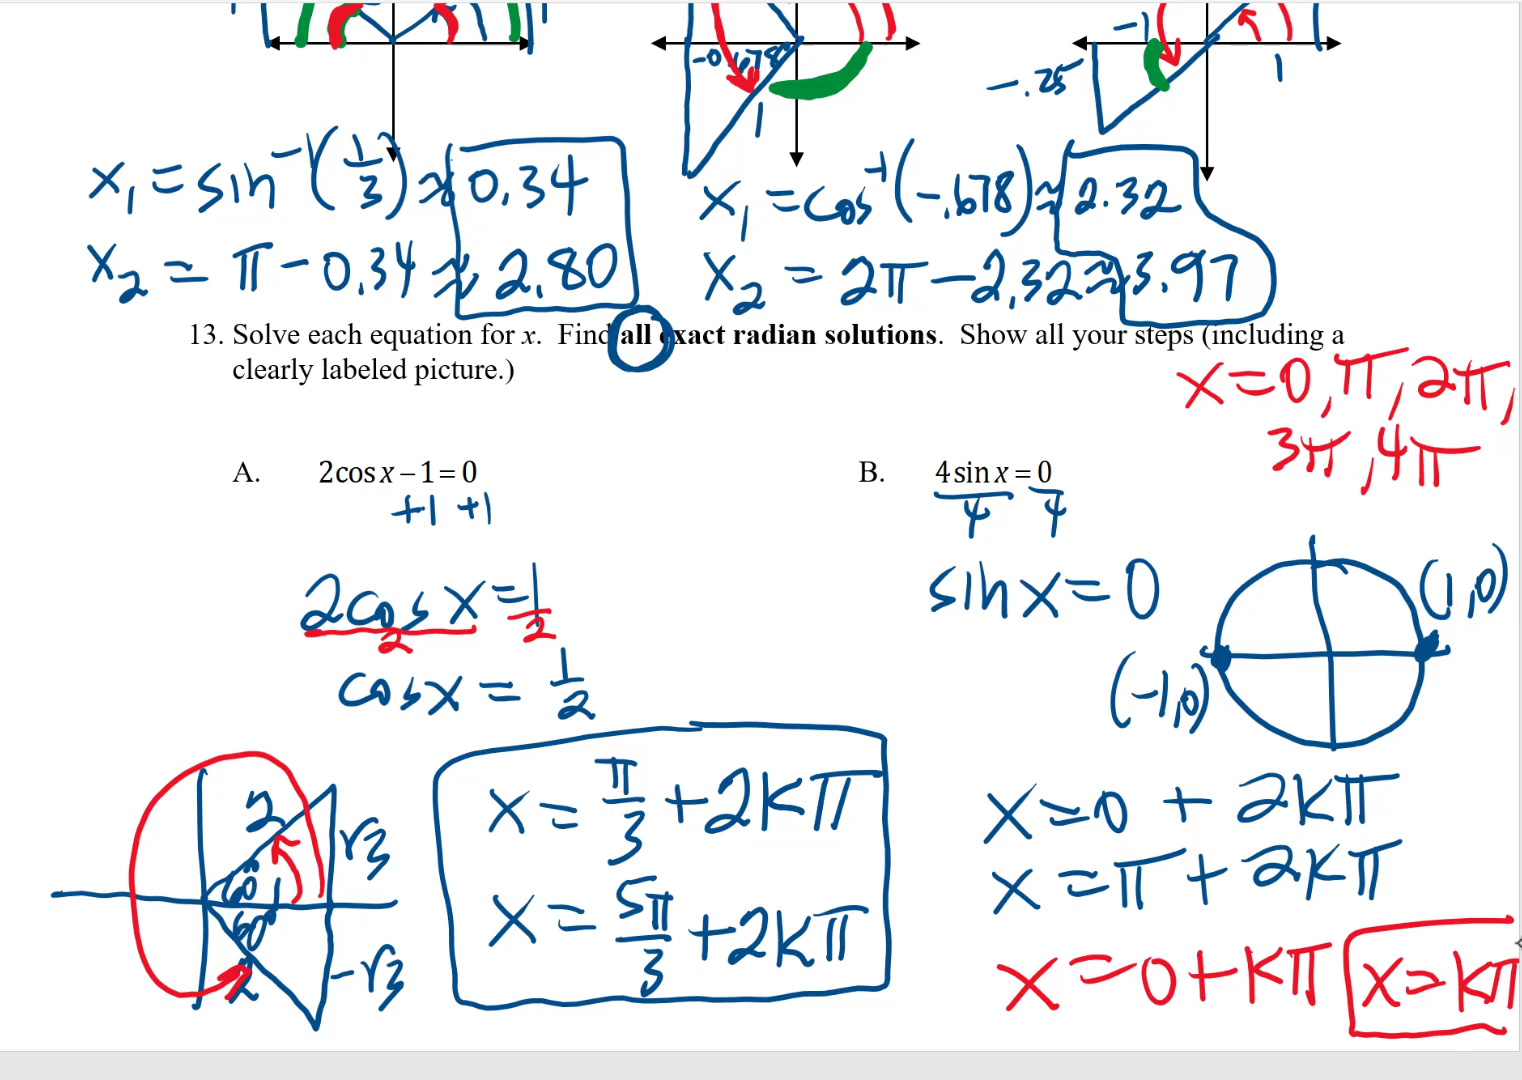 -0.678
1
-1
-.25
1
x₁ = sin⁻¹(1/3) ≈ 0.34
x₂ = π - 0.34 ≈ 2.80
x₁ = cos⁻¹(-.678) ≈ 2.32
x₂ = 2π - 2.32 ≈ 3.97
13. Solve each equation for x. Find all exact radian solutions. Show all your steps (including a
clearly labeled picture.)
x = 0, π, 2π,
3π, 4π
A. 2cos x − 1 = 0
+1 +1
2cos x = 1
2 2
cos x = 1/2
2
√3
60°
1
60°
2
-√3
x = π/3 + 2kπ
x = 5π/3 + 2kπ
B. 4sin x = 0
4 4
sin x = 0
(1,0)
(-1,0)
x = 0 + 2kπ
x = π + 2kπ
x = 0 + kπ
x = kπ